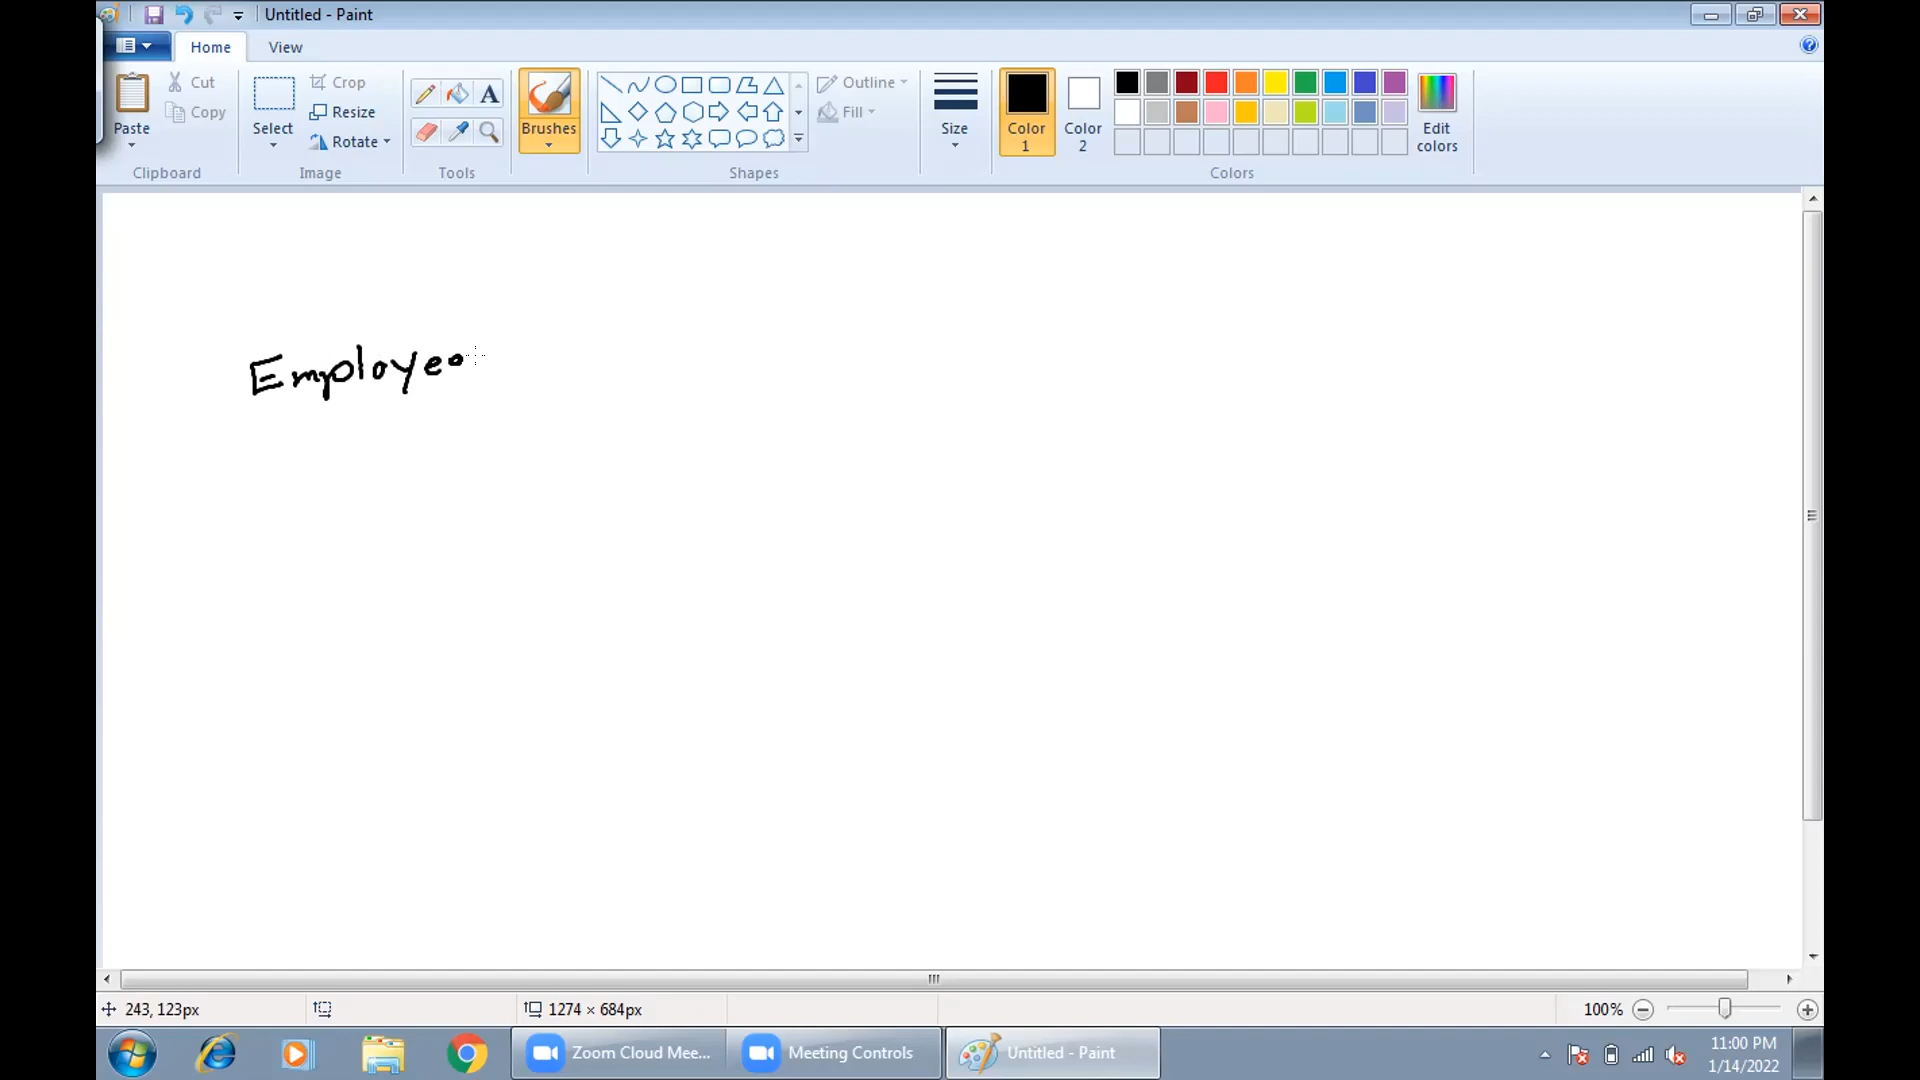 Untitled - Paint
Home View
Paste
Cut
Copy
Clipboard
Select
Crop
Resize
Rotate
Image
Tools
Brushes
Shapes
Outline
Fill
Size
Color 1
Color 2
Edit colors
Colors
Employee
243, 123px
1274 × 684px
100%
Zoom Cloud Mee...
Meeting Controls
Untitled - Paint
11:00 PM
1/14/2022